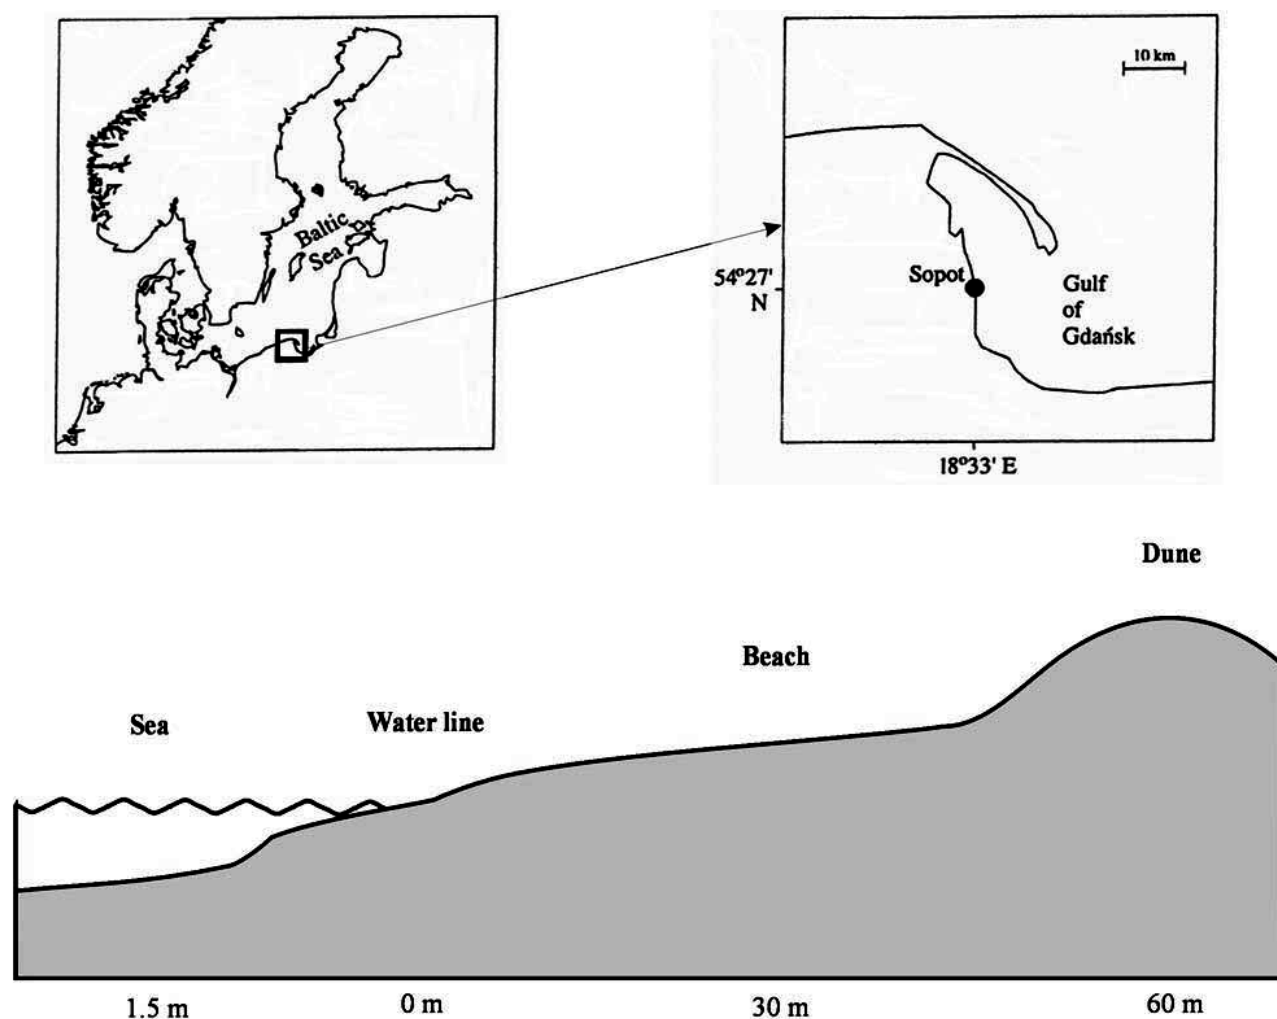 Baltic
Sea
10 km
54°27'
N
Sopot
Gulf
of
Gdańsk
18°33' E
Dune
Beach
Sea
Water line
1.5 m
0 m
30 m
60 m